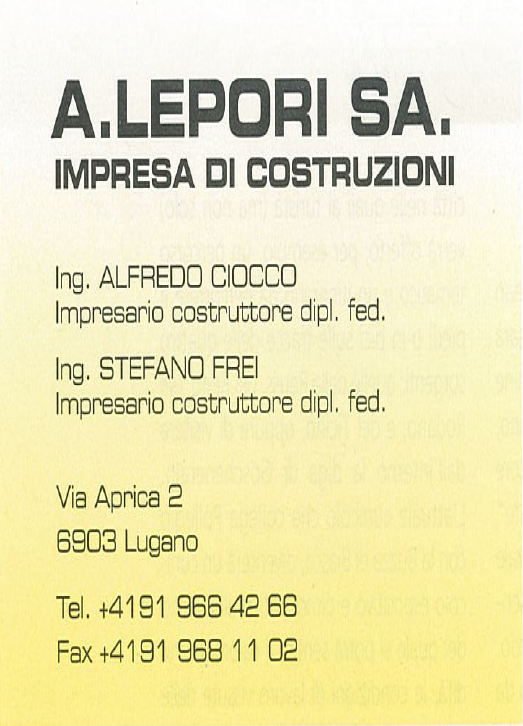 A.LEPORI SA.
IMPRESA DI COSTRUZIONI
Ing. ALFREDO CIOCCO
Impresario costruttore dipl. fed.
Ing. STEFANO FREI
Impresario costruttore dipl. fed.
Via Aprica 2
6903 Lugano
Tel. +4191 966 42 66
Fax +4191 968 11 02